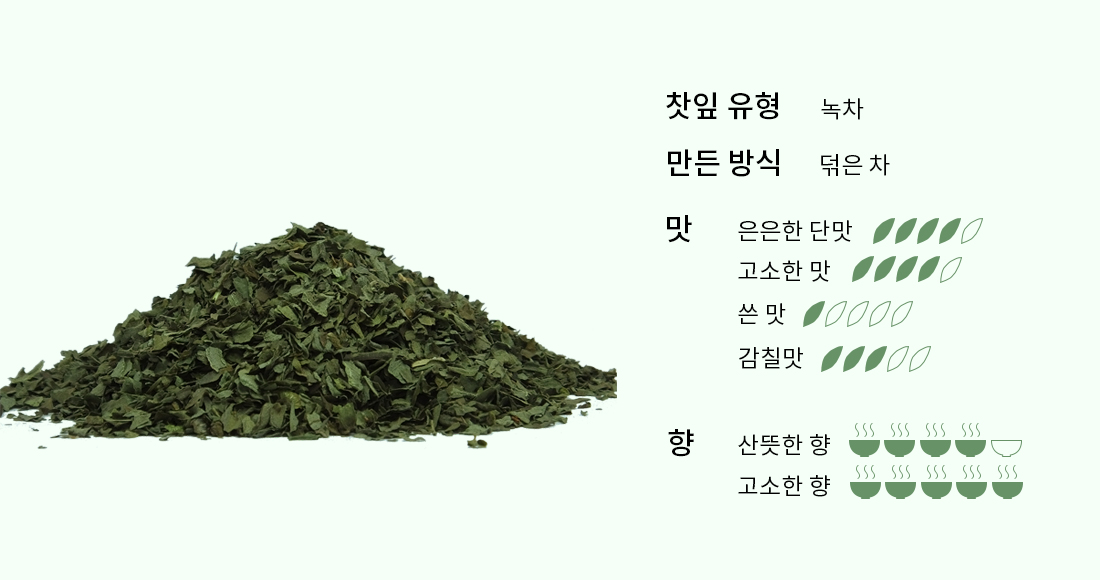 찻잎 유형 녹차
만든 방식 덖은 차
맛 은은한 단맛
고소한 맛
쓴 맛
감칠맛
향 산뜻한 향
고소한 향